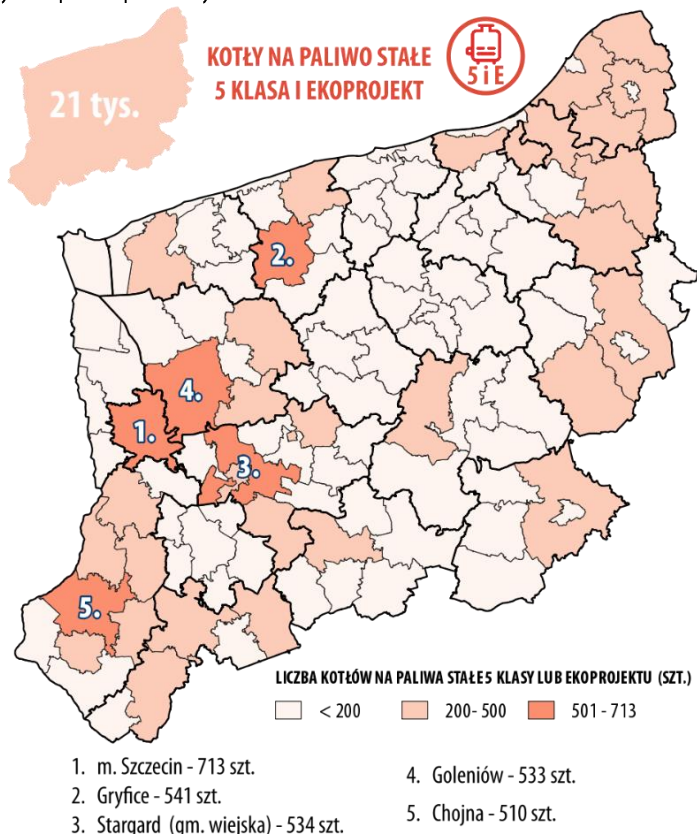 KOTŁY NA PALIWO STAŁE
5 KLASA I EKOPROJEKT
5 i E
21 tys.
2.
4.
1.
3.
5.
LICZBA KOTŁÓW NA PALIWA STAŁE 5 KLASY LUB EKOPROJEKTU (SZT.)
< 200
200- 500
501 - 713
1. m. Szczecin - 713 szt.
2. Gryfice - 541 szt.
3. Stargard (gm. wiejska) - 534 szt.
4. Goleniów - 533 szt.
5. Chojna - 510 szt.